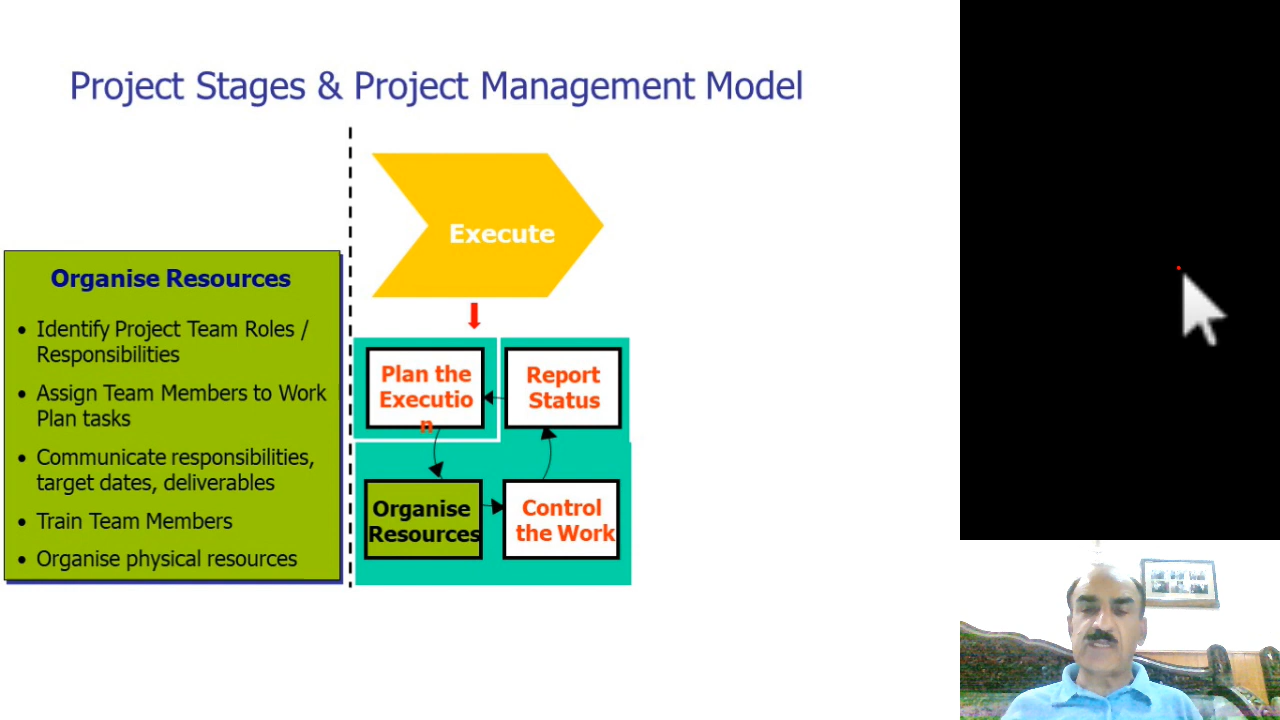 Project Stages & Project Management Model
Execute
Organise Resources
• Identify Project Team Roles /
Responsibilities
• Assign Team Members to Work
Plan tasks
• Communicate responsibilities,
target dates, deliverables
• Train Team Members
• Organise physical resources
Plan the
Executio
n
Report
Status
Organise
Resources
Control
the Work